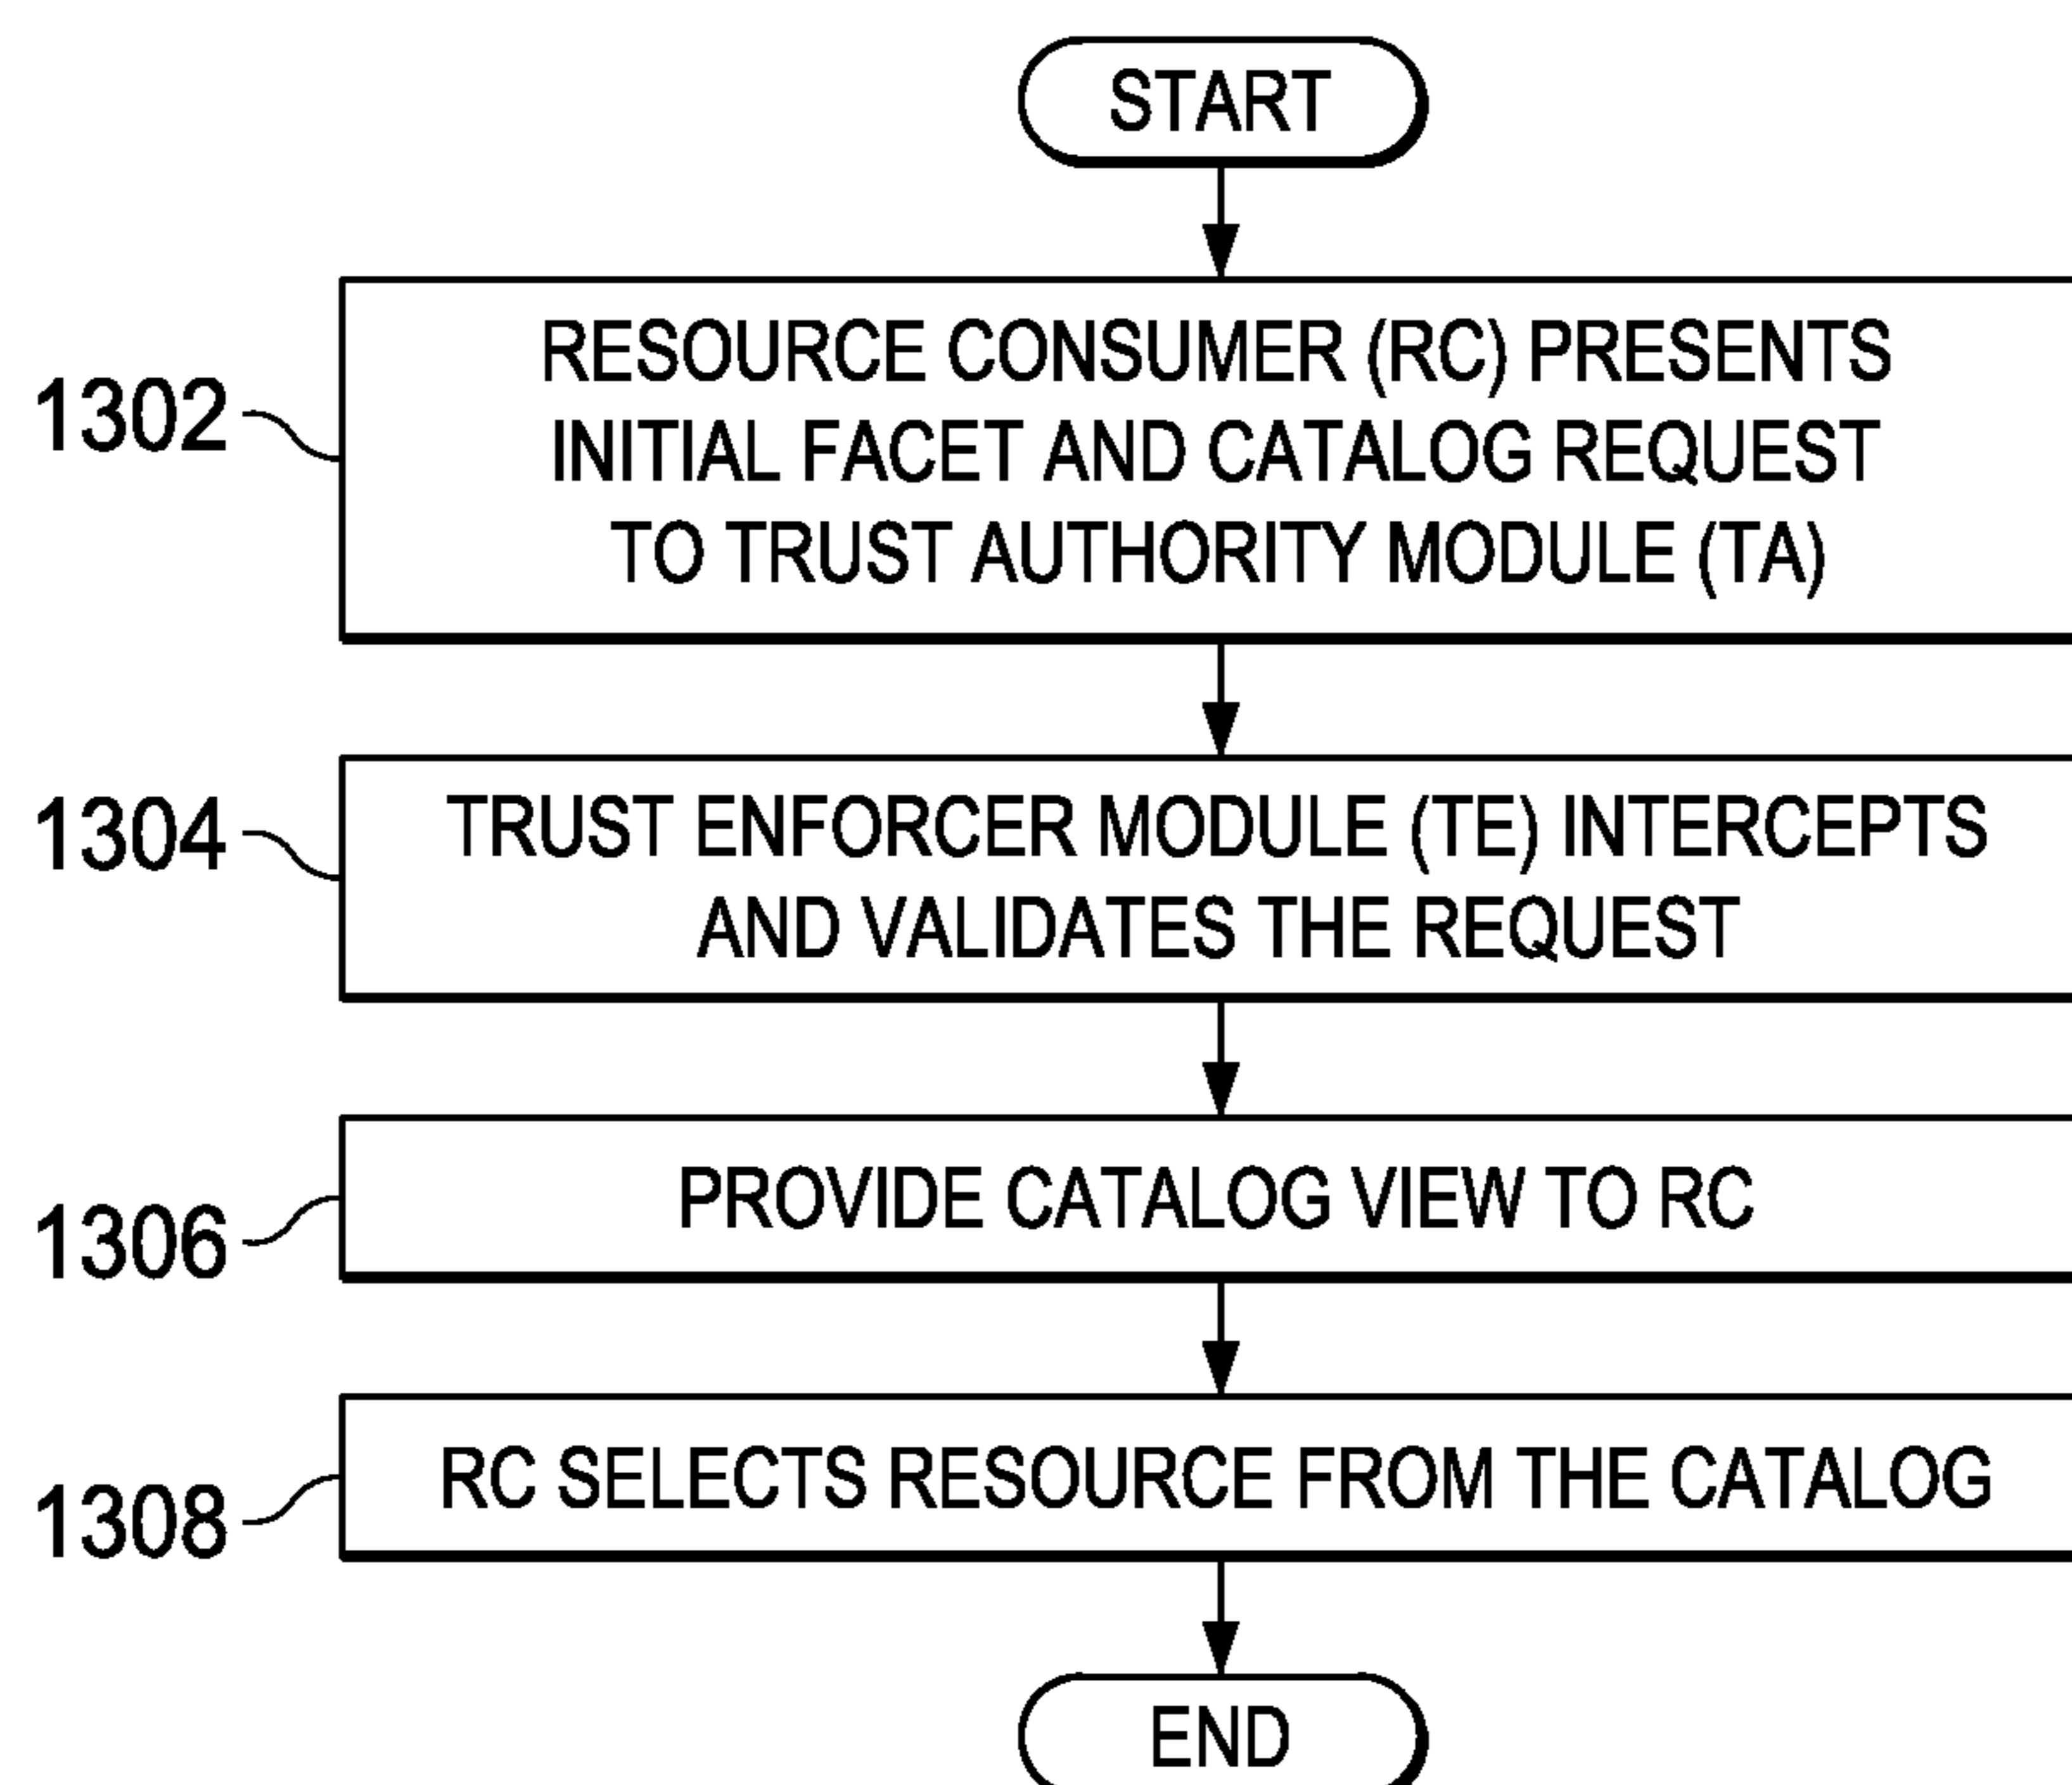 START
1302
RESOURCE CONSUMER (RC) PRESENTS
INITIAL FACET AND CATALOG REQUEST
TO TRUST AUTHORITY MODULE (TA)
1304
TRUST ENFORCER MODULE (TE) INTERCEPTS
AND VALIDATES THE REQUEST
1306
PROVIDE CATALOG VIEW TO RC
1308
RC SELECTS RESOURCE FROM THE CATALOG
END